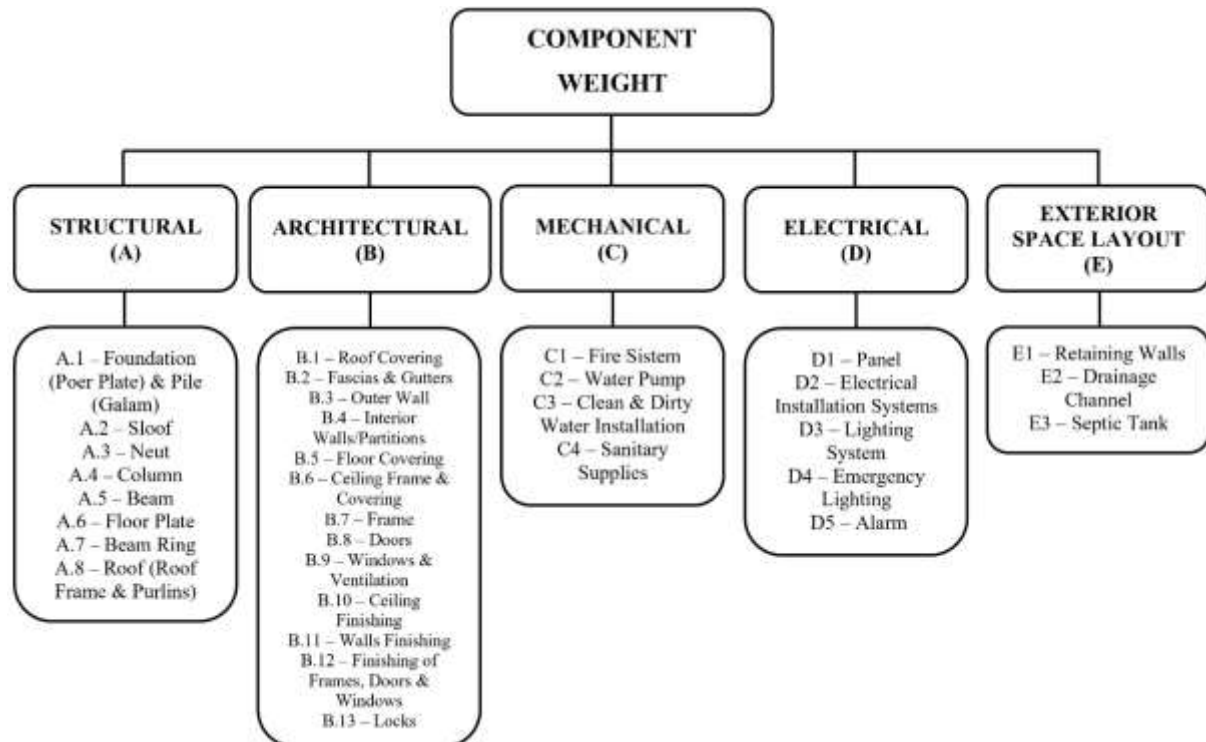 COMPONENT
WEIGHT
STRUCTURAL
(A)
ARCHITECTURAL
(B)
MECHANICAL
(C)
ELECTRICAL
(D)
EXTERIOR
SPACE LAYOUT
(E)
A.1 – Foundation
(Poer Plate) & Pile
(Galam)
A.2 – Sloof
A.3 – Neut
A.4 – Column
A.5 – Beam
A.6 – Floor Plate
A.7 – Beam Ring
A.8 – Roof (Roof
Frame & Purlins)
B.1 – Roof Covering
B.2 – Fascias & Gutters
B.3 – Outer Wall
B.4 – Interior
Walls/Partitions
B.5 – Floor Covering
B.6 – Ceiling Frame &
Covering
B.7 – Frame
B.8 – Doors
B.9 – Windows &
Ventilation
B.10 – Ceiling
Finishing
B.11 – Walls Finishing
B.12 – Finishing of
Frames, Doors &
Windows
B.13 – Locks
C1 – Fire Sistem
C2 – Water Pump
C3 – Clean & Dirty
Water Installation
C4 – Sanitary
Supplies
D1 – Panel
D2 – Electrical
Installation Systems
D3 – Lighting
System
D4 – Emergency
Lighting
D5 – Alarm
E1 – Retaining Walls
E2 – Drainage
Channel
E3 – Septic Tank